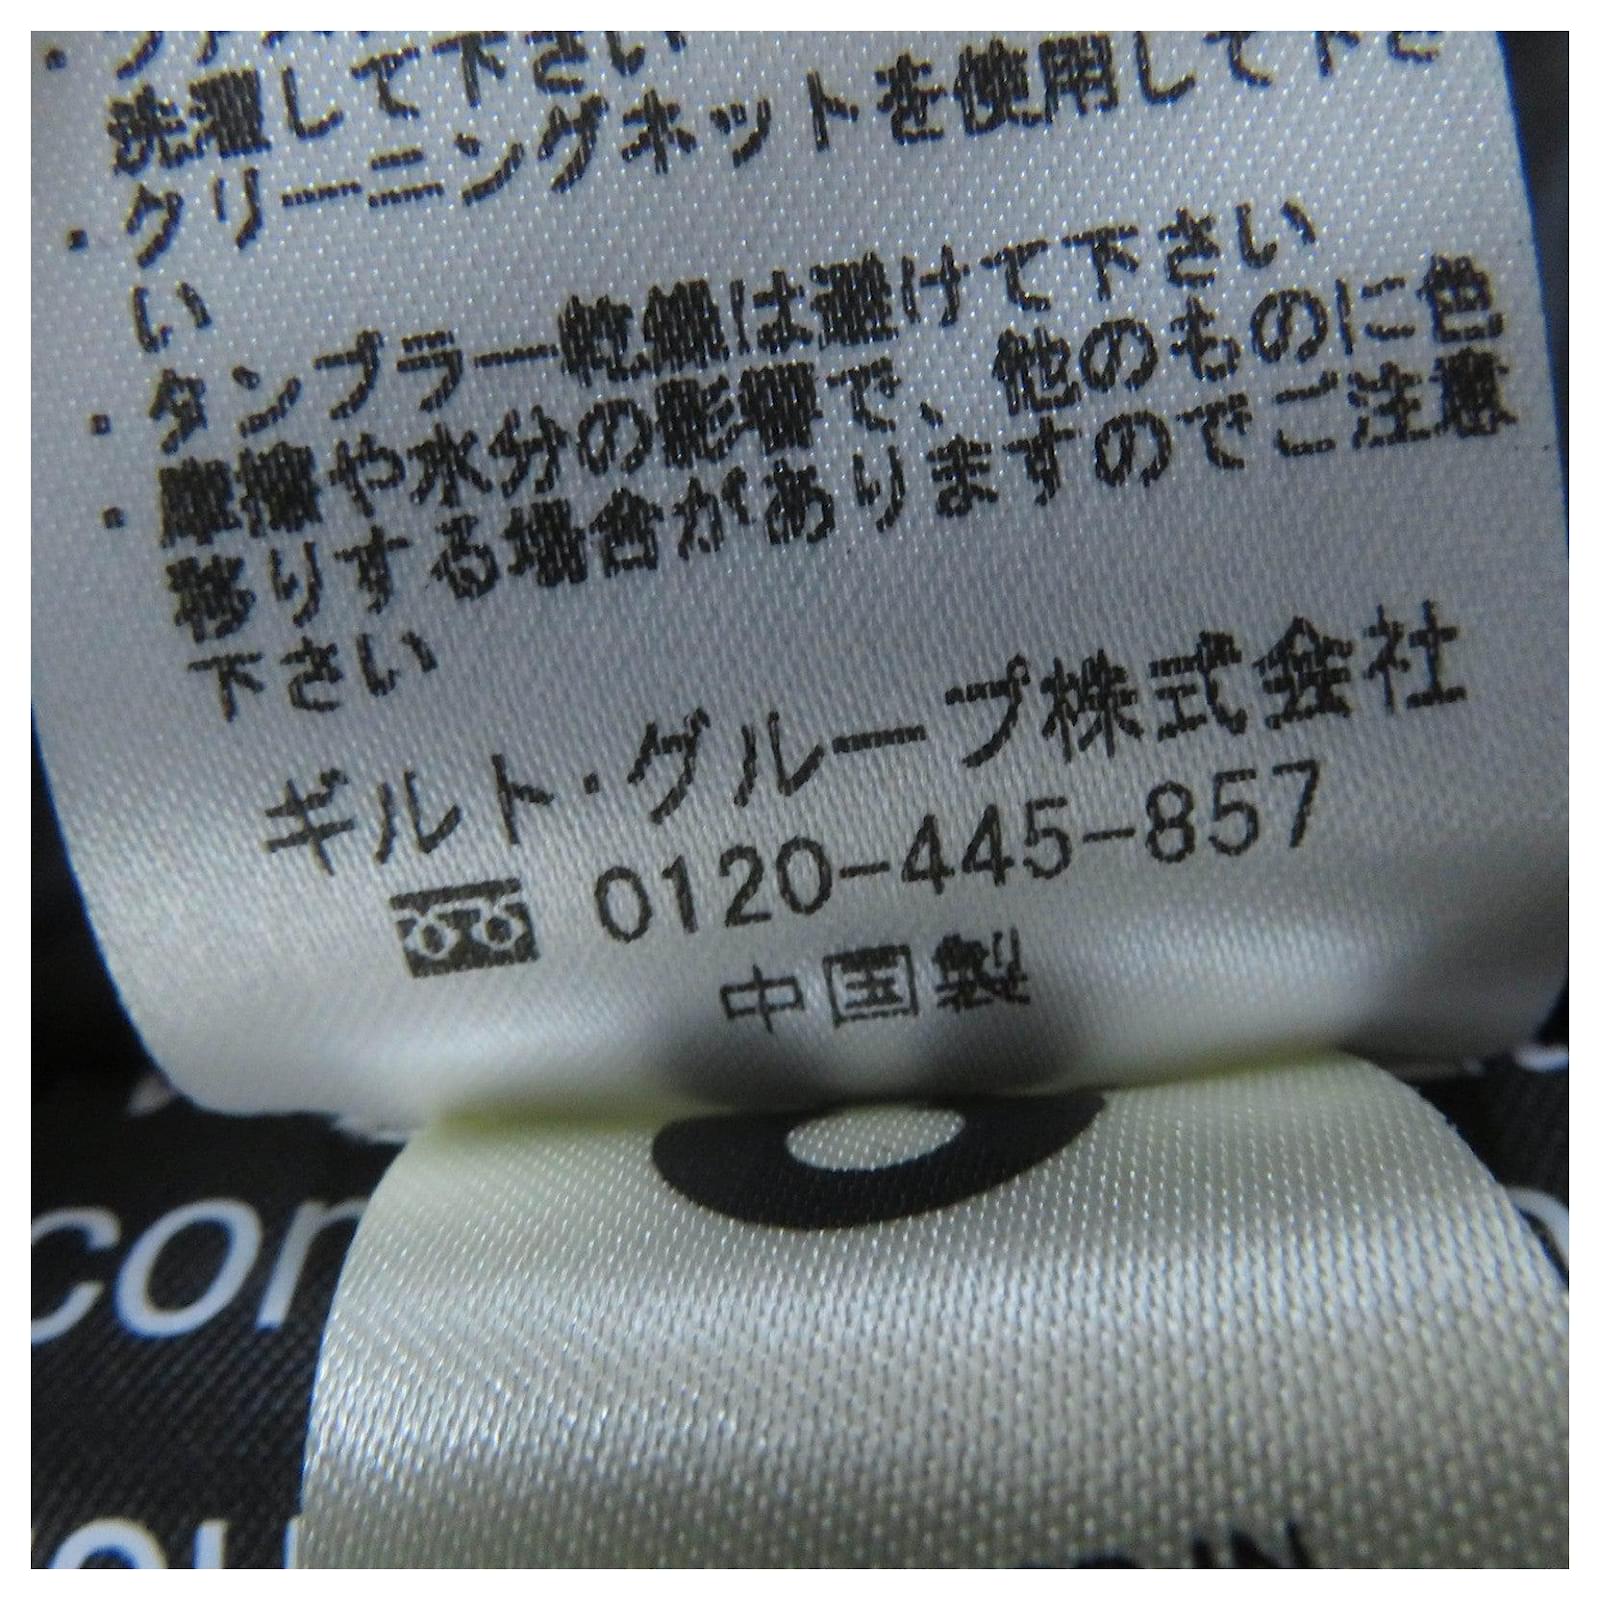 洗濯して下さい
・クリーニングネットを使用して下さ
い
・タンブラー乾燥は避けて下さい
・摩擦や水分の影響で、他のものに色
移りする場合がありますのでご注意
下さい
ギルト・グループ株式会社
0120-445-857
中国製
cor
ou